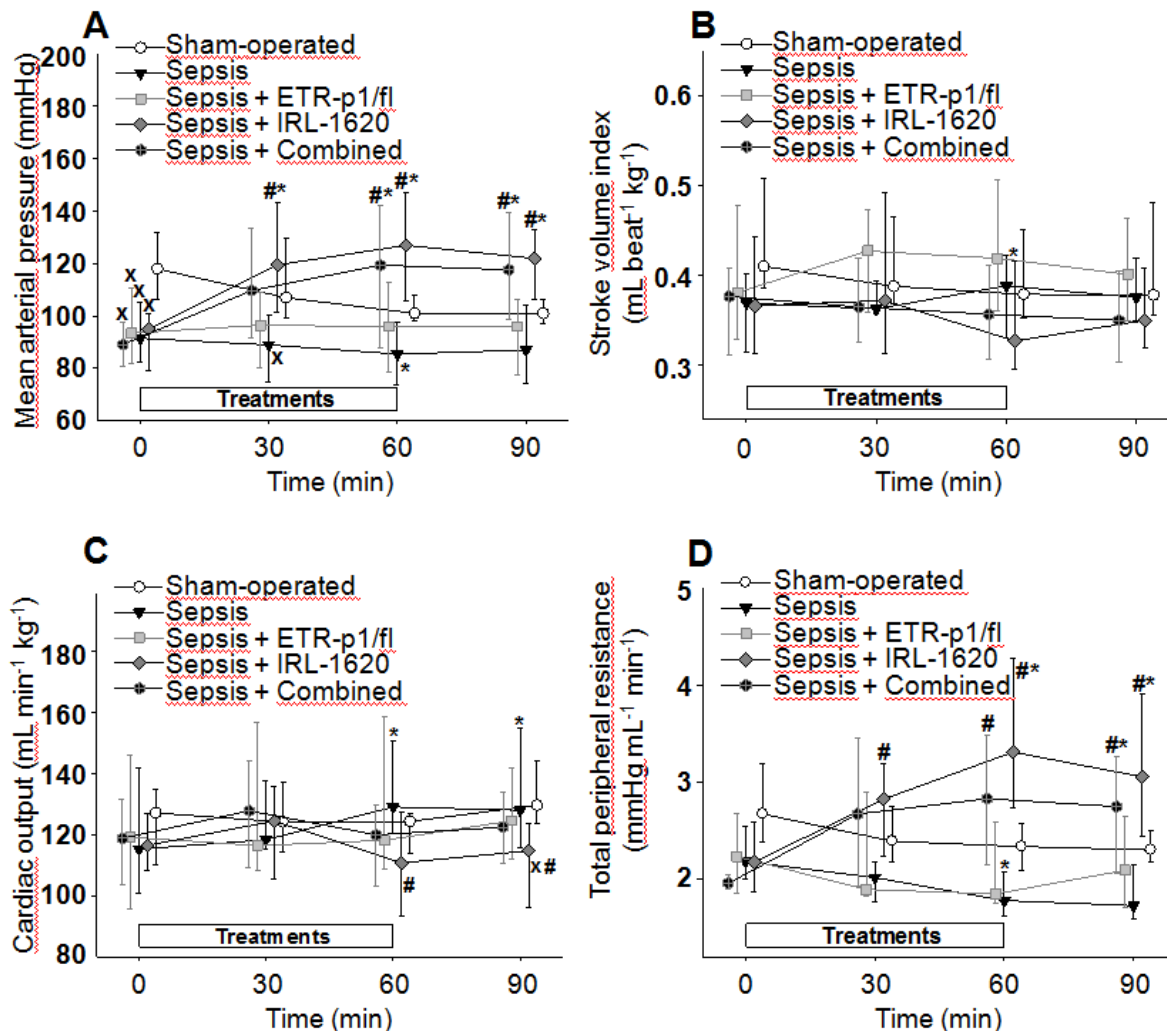 A
Mean arterial pressure (mmHg)
200
180
160
140
120
100
80
60
Sham-operated
Sepsis
Sepsis + ETR-p1/fl
Sepsis + IRL-1620
Sepsis + Combined
x
x
x
x
#*
x
#*
#*
*
#*
#*
Treatments
0 30 60 90
Time (min)
B
Stroke volume index
(mL beat⁻¹ kg⁻¹)
0.6
0.5
0.4
0.3
Sham-operated
Sepsis
Sepsis + ETR-p1/fl
Sepsis + IRL-1620
Sepsis + Combined
*
Treatments
0 30 60 90
Time (min)
C
Cardiac output (mL min⁻¹ kg⁻¹)
180
160
140
120
100
80
Sham-operated
Sepsis
Sepsis + ETR-p1/fl
Sepsis + IRL-1620
Sepsis + Combined
*
#
*
x #
Treatments
0 30 60 90
Time (min)
D
Total peripheral resistance
(mmHg mL⁻¹ min⁻¹)
5
4
3
2
Sham-operated
Sepsis
Sepsis + ETR-p1/fl
Sepsis + IRL-1620
Sepsis + Combined
#
#
#*
*
#*
#*
Treatments
0 30 60 90
Time (min)